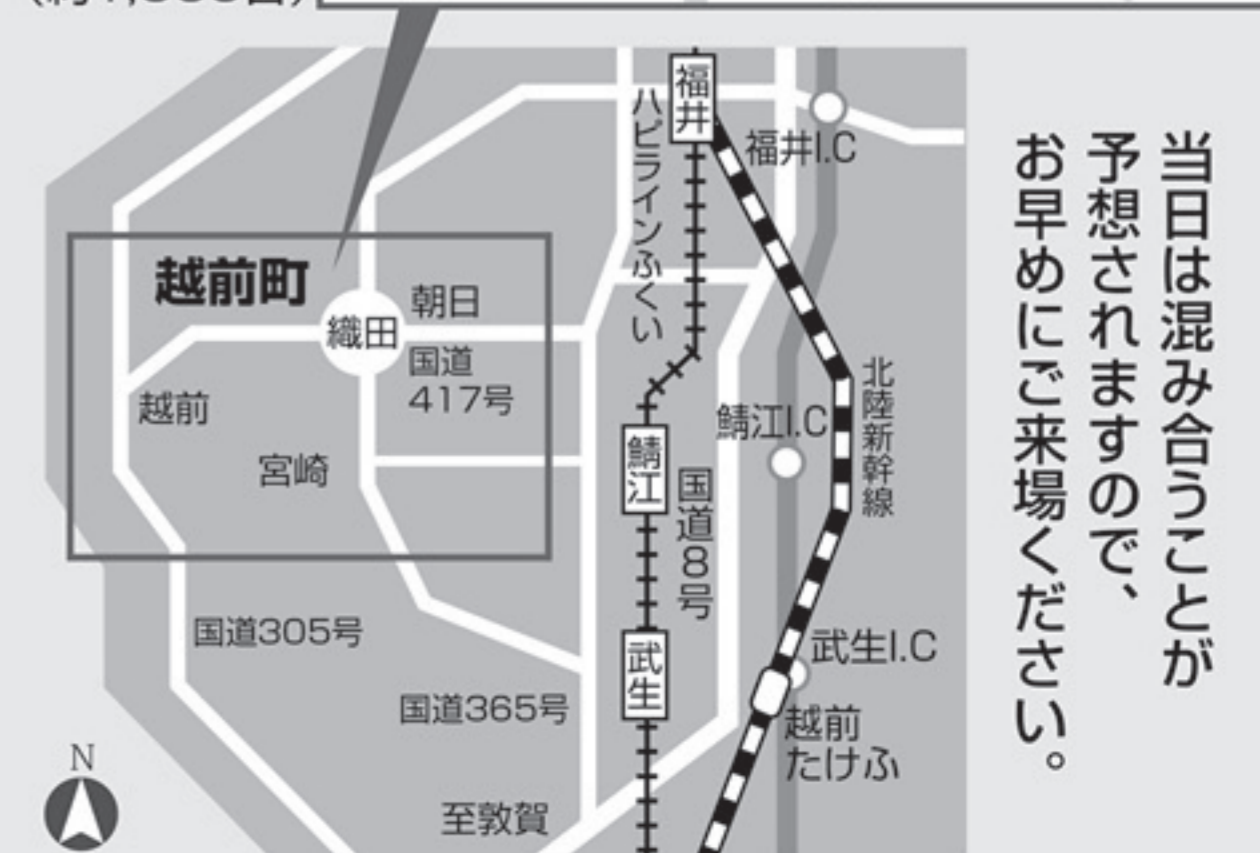 当日は混み合うことが
予想されますので、
お早めにご来場ください。
福井
ハピラインふくい
福井I.C
越前町
朝日
織田
国道
417号
越前
宮崎
鯖江I.C
北陸新幹線
鯖江
国道8号
国道305号
武生
武生I.C
国道365号
越前
たけふ
至敦賀
N